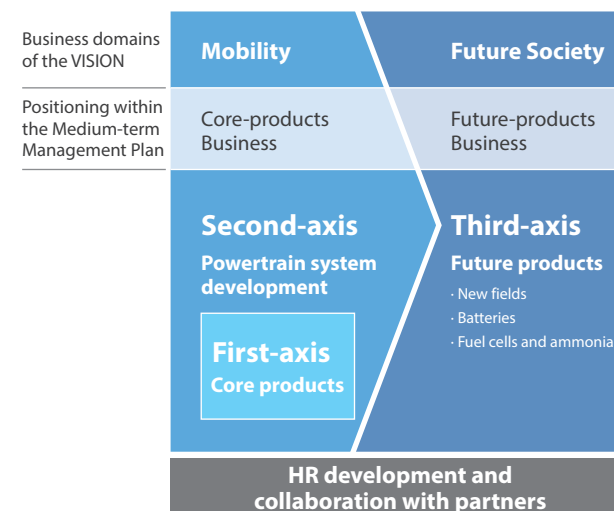 Business domains
of the VISION
Mobility
Future Society
Positioning within
the Medium-term
Management Plan
Core-products
Business
Future-products
Business
Second-axis
Powertrain system
development
First-axis
Core products
Third-axis
Future products
· New fields
· Batteries
· Fuel cells and ammonia
HR development and
collaboration with partners